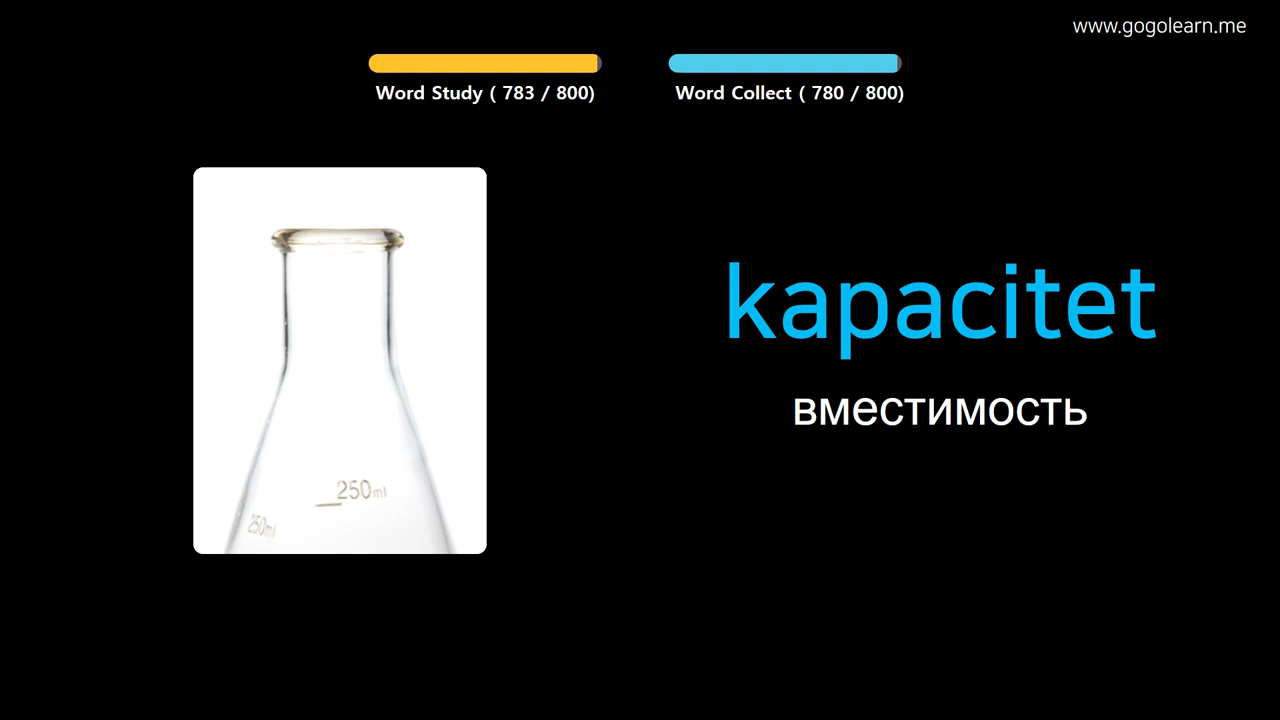 www.gogolearn.me
Word Study ( 783 / 800)
Word Collect ( 780 / 800)
kapacitet
вместимость
250ml
250ml